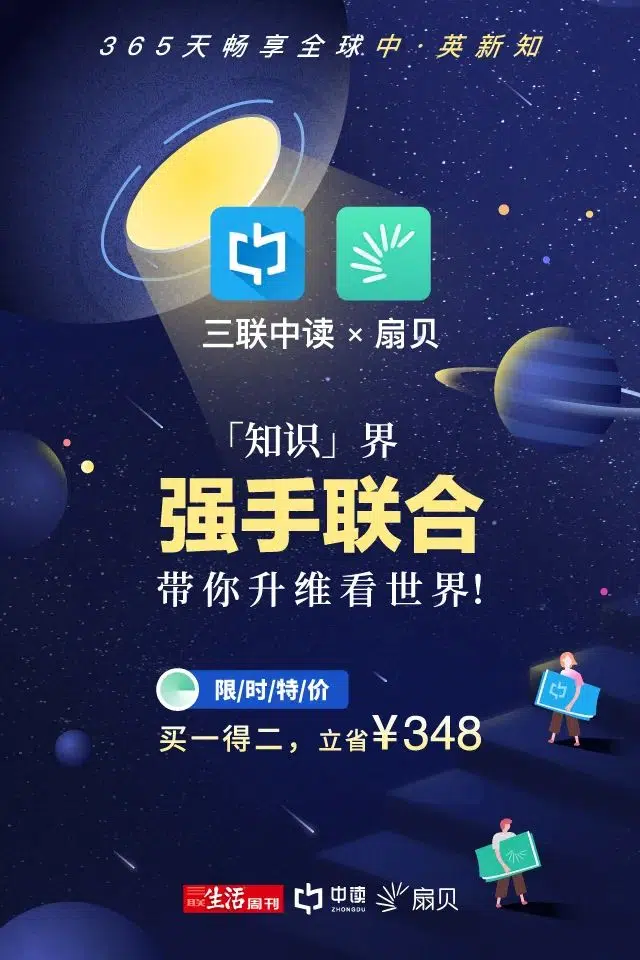 365天畅享全球中·英新知
三联中读 × 扇贝
「知识」界
强手联合
带你升维看世界!
限/时/特/价
买一得二，立省¥348
三联生活周刊 中读 ZHONGDU 扇贝